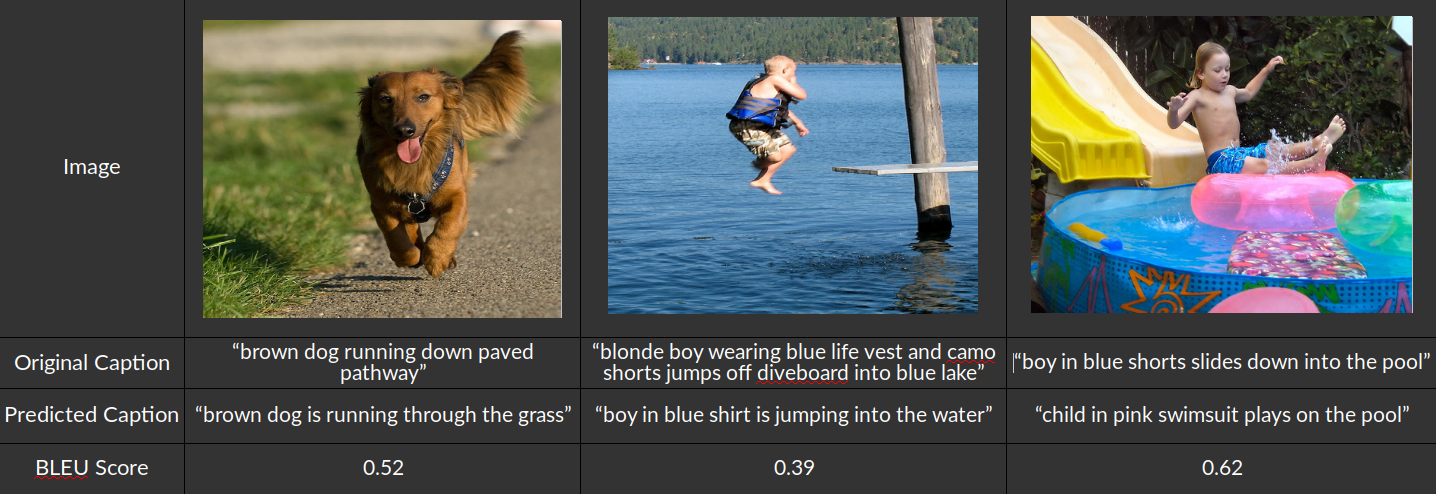 Image
Original Caption
“brown dog running down paved
pathway”
“blonde boy wearing blue life vest and camo
shorts jumps off diveboard into blue lake”
“boy in blue shorts slides down into the pool”
Predicted Caption
“brown dog is running through the grass”
“boy in blue shirt is jumping into the water”
“child in pink swimsuit plays on the pool”
BLEU Score
0.52
0.39
0.62